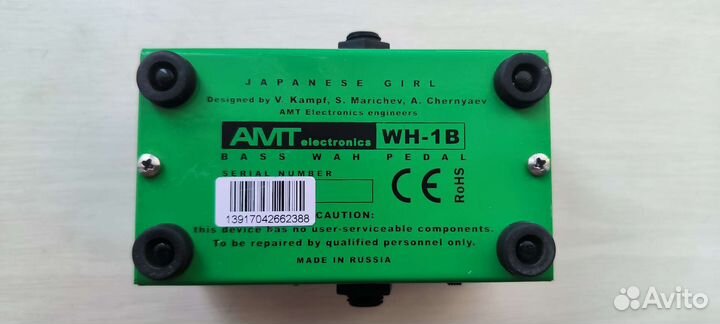 JAPANESE GIRL
Designed by V. Kampf, S. Marichev, A. Chernyaev
AMT Electronics engineers
AMT electronics WH-1B
BASS WAH PEDAL
SERIAL NUMBER
CE RoHS
13917042662388
CAUTION:
this device has no user-serviceable components.
To be repaired by qualified personnel only.
MADE IN RUSSIA
Avito